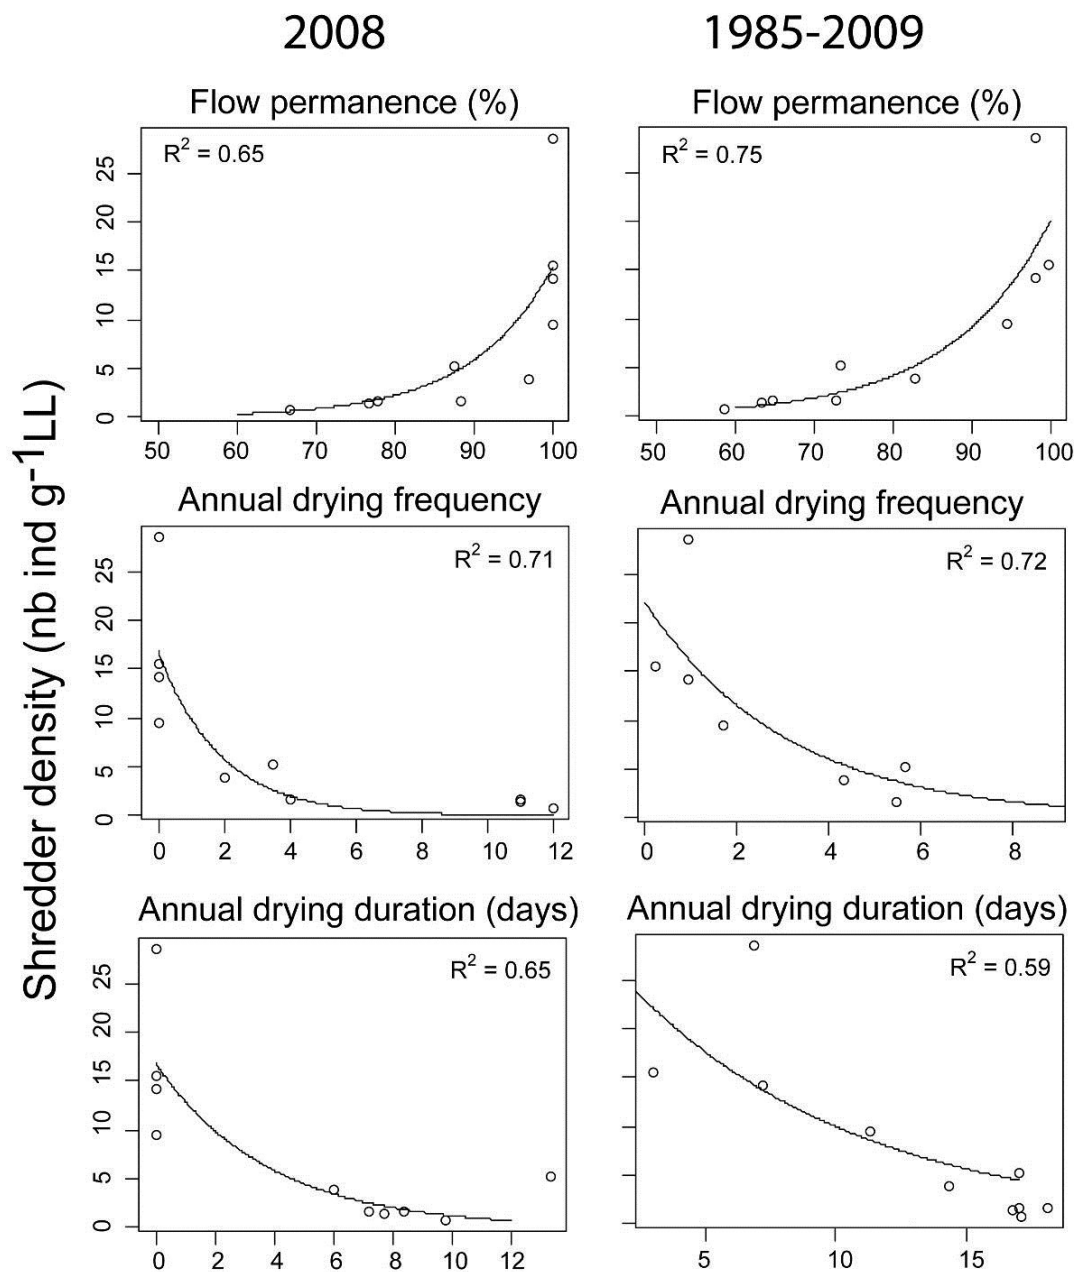 2008
1985-2009
Shredder density (nb ind g-1LL)
Flow permanence (%)
R2 = 0.65
25
20
15
10
5
0
50 60 70 80 90 100
Flow permanence (%)
R2 = 0.75
50 60 70 80 90 100
Annual drying frequency
R2 = 0.71
25
20
15
10
5
0
0 2 4 6 8 10 12
Annual drying frequency
R2 = 0.72
0 2 4 6 8
Annual drying duration (days)
R2 = 0.65
25
20
15
10
5
0
0 2 4 6 8 10 12
Annual drying duration (days)
R2 = 0.59
5 10 15